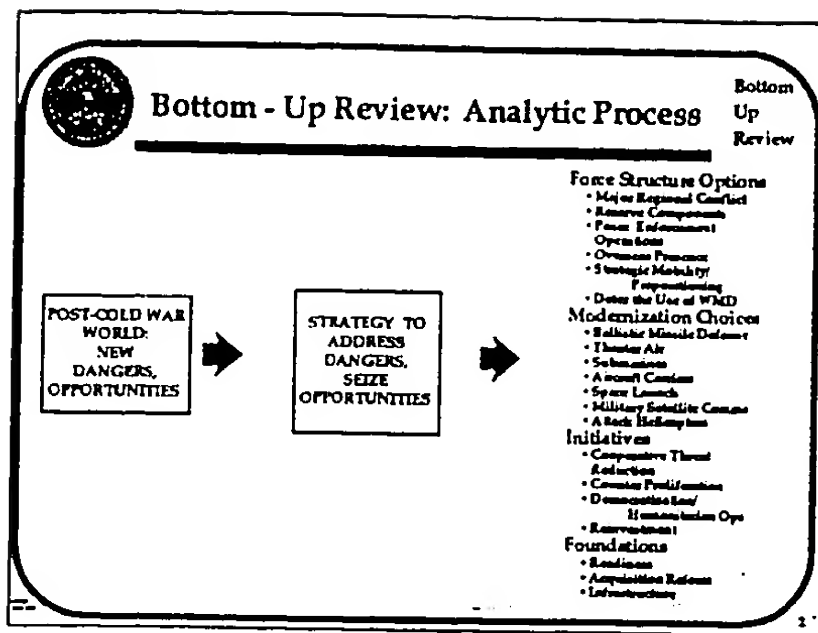 Bottom - Up Review: Analytic Process
Bottom
Up
Review
POST-COLD WAR
WORLD:
NEW
DANGERS,
OPPORTUNITIES
STRATEGY TO
ADDRESS
DANGERS,
SEIZE
OPPORTUNITIES
Force Structure Options
• Major Regional Conflict
• Reserve Components
• Peace Enforcement
Operations
• Overseas Presence
• Strategic Mobility/
Prepositioning
• Deter the Use of WMD
Modernization Choices
• Ballistic Missile Defense
• Theater Air
• Submarines
• Aircraft Carriers
• Space Launch
• Military Satellite Comms
• Attack Helicopters
Initiatives
• Cooperative Threat
Reduction
• Counter Proliferation
• Democratization/
Humanitarian Ops
• Reinvestment
Foundations
• Readiness
• Acquisition Reform
• Infrastructure